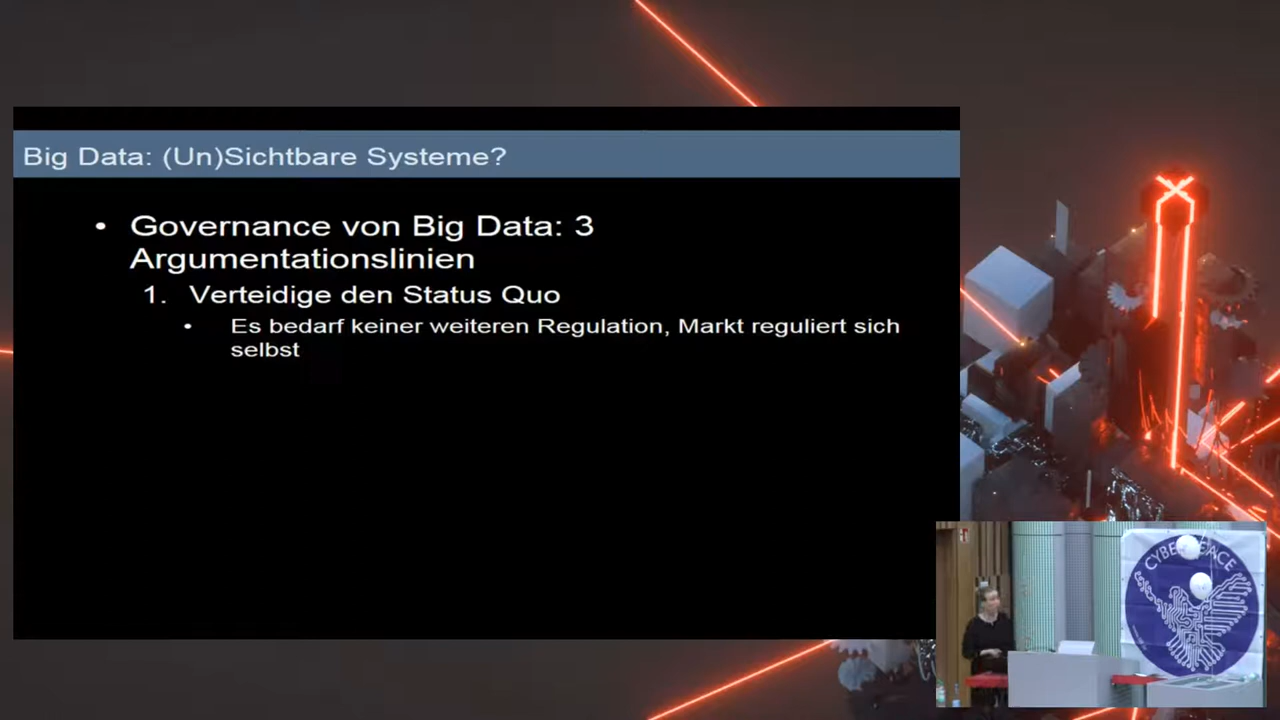 Big Data: (Un)Sichtbare Systeme?
• Governance von Big Data: 3
Argumentationslinien
1. Verteidige den Status Quo
• Es bedarf keiner weiteren Regulation, Markt reguliert sich
selbst